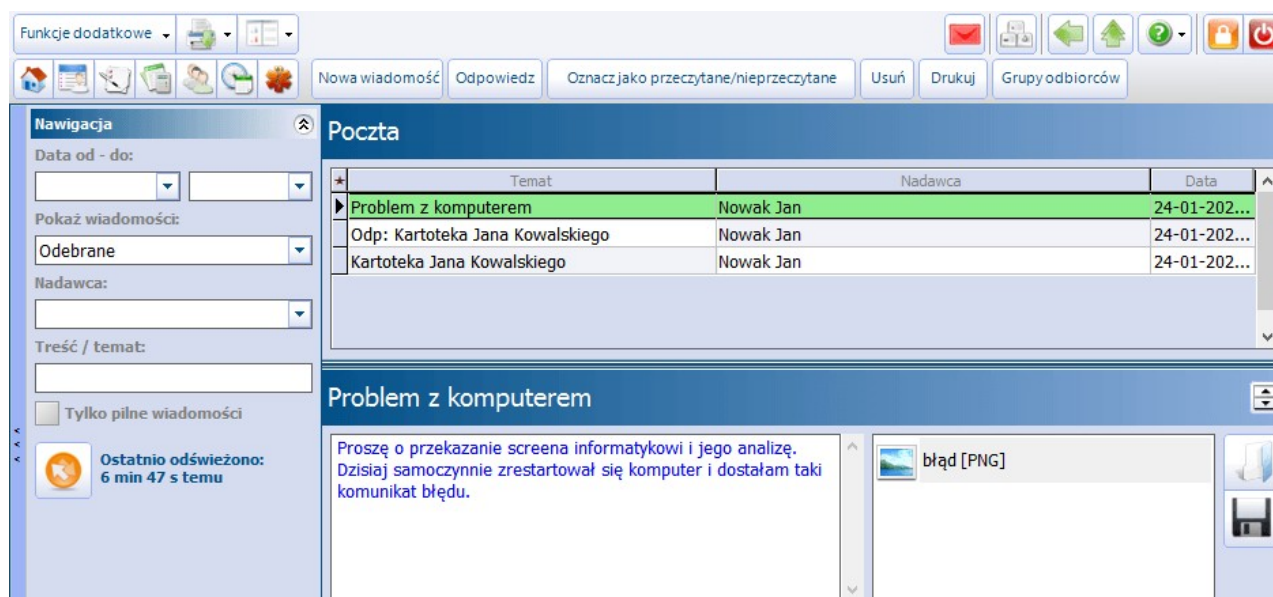 Funkcje dodatkowe
Nowa wiadomość Odpowiedz Oznacz jako przeczytane/nieprzeczytane Usuń Drukuj Grupy odbiorców
Nawigacja
Data od - do:
Pokaż wiadomości:
Odebrane
Nadawca:
Treść / temat:
Tylko pilne wiadomości
Ostatnio odświeżono:
6 min 47 s temu
Poczta
Temat Nadawca Data
Problem z komputerem Nowak Jan 24-01-202...
Odp: Kartoteka Jana Kowalskiego Nowak Jan 24-01-202...
Kartoteka Jana Kowalskiego Nowak Jan 24-01-202...
Problem z komputerem
Proszę o przekazanie screena informatykowi i jego analizę.
Dzisiaj samoczynnie zrestartował się komputer i dostałam taki
komunikat błędu.
błąd [PNG]